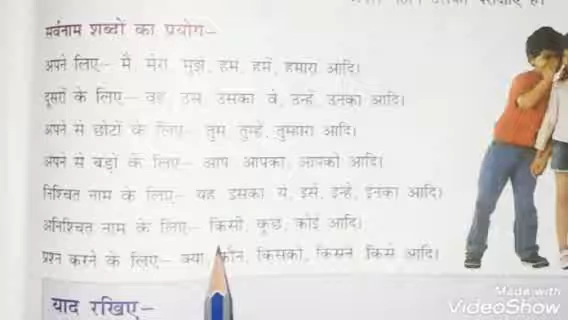 सर्वनाम शब्दों का प्रयोग–
अपने लिए– मैं, मेरा, मुझे, हम, हमें, हमारा आदि।
दूसरों के लिए– वह, उस, उसका, वे, उन्हें, उनका आदि।
अपने से छोटों के लिए– तुम, तुम्हें, तुम्हारा आदि।
अपने से बड़ों के लिए– आप, आपका, आपको आदि।
निश्चित नाम के लिए– यह, इसका, ये, इसे, इन्हें, इनका आदि।
अनिश्चित नाम के लिए– किसी, कुछ, कोई आदि।
प्रश्न करने के लिए– क्या, कौन, किसको, किसने, किसे आदि।
याद रखिए–
Made with
VideoShow